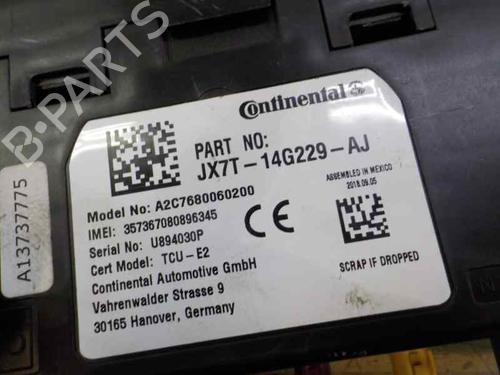 Continental
PART NO:
JX7T-14G229-AJ
Model No: A2C7680060200
IMEI: 357367080896345
Serial No: U894030P
Cert Model: TCU-E2
Continental Automotive GmbH
Vahrenwalder Strasse 9
30165 Hanover, Germany
ASSEMBLED IN MEXICO
2018.09.05
SCRAP IF DROPPED
A13737775
B-PARTS